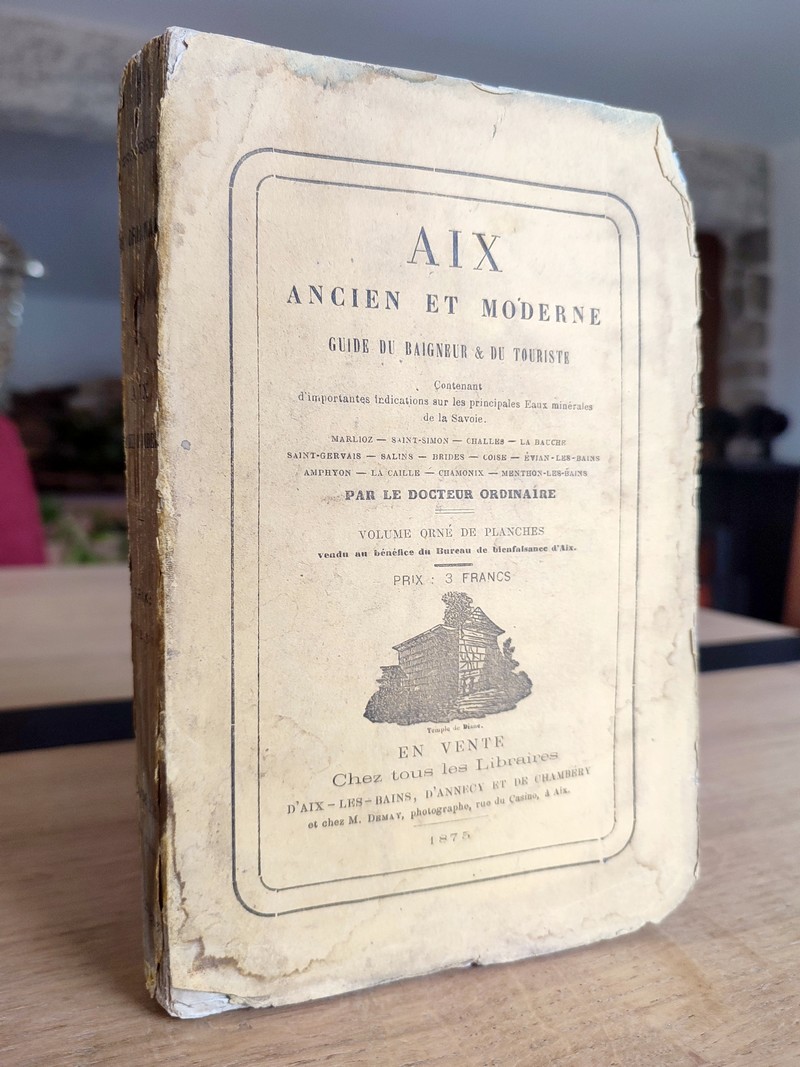 AIX
ANCIEN ET MODERNE
GUIDE DU BAIGNEUR & DU TOURISTE
Contenant
d'importantes indications sur les principales Eaux minérales
de la Savoie.
MARLIOZ — SAINT-SIMON — CHALLES — LA BAUCHE
SAINT-GERVAIS — SALINS — BRIDES — COISE — ÉVIAN-LES-BAINS
AMPHYON — LA CAILLE — CHAMONIX — MENTHON-LES-BAINS
PAR LE DOCTEUR ORDINAIRE
VOLUME ORNÉ DE PLANCHES
vendu au bénéfice du Bureau de bienfaisance d'Aix.
PRIX : 3 FRANCS
Temple de Diane.
EN VENTE
Chez tous les Libraires
D'AIX-LES-BAINS, D'ANNECY ET DE CHAMBÉRY
et chez M. DEMAY, photographe, rue du Casino, à Aix.
1875